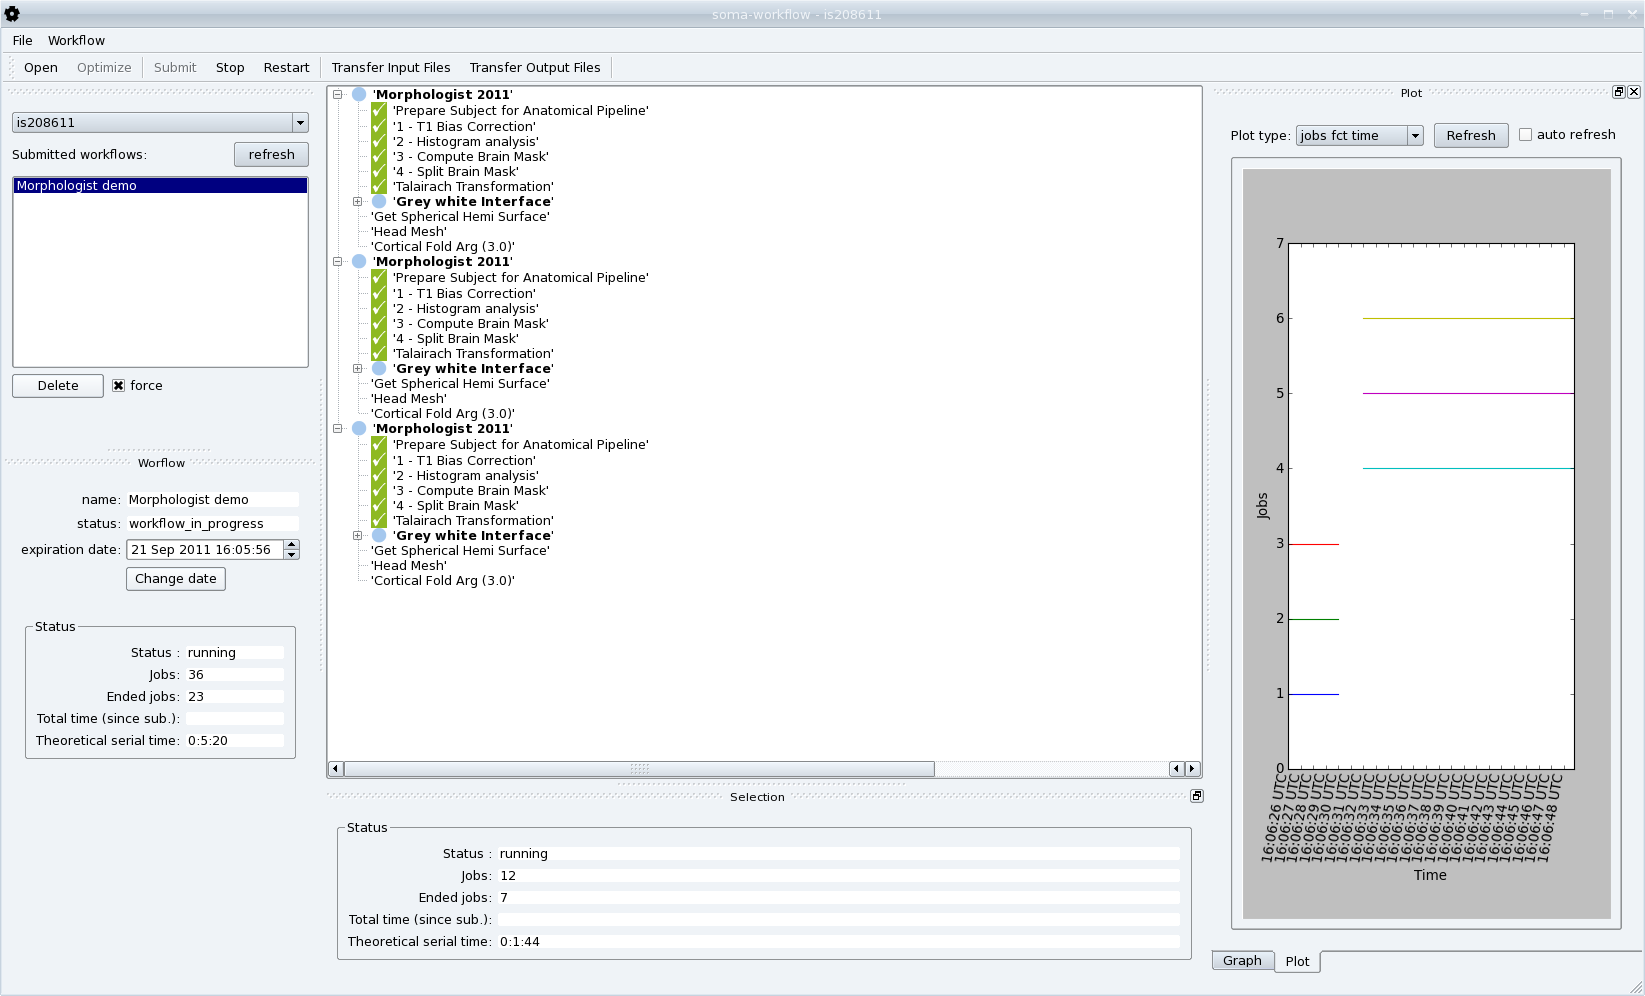 soma-workflow - is208611
File Workflow
Open Optimize Submit Stop Restart Transfer Input Files Transfer Output Files
is208611
Submitted workflows: refresh
Morphologist demo
Delete force
Worflow
name: Morphologist demo
status: workflow_in_progress
expiration date: 21 Sep 2011 16:05:56
Change date
Status
Status : running
Jobs: 36
Ended jobs: 23
Total time (since sub.):
Theoretical serial time: 0:5:20
'Morphologist 2011'
'Prepare Subject for Anatomical Pipeline'
'1 - T1 Bias Correction'
'2 - Histogram analysis'
'3 - Compute Brain Mask'
'4 - Split Brain Mask'
'Talairach Transformation'
'Grey white Interface'
'Get Spherical Hemi Surface'
'Head Mesh'
'Cortical Fold Arg (3.0)'
'Morphologist 2011'
'Prepare Subject for Anatomical Pipeline'
'1 - T1 Bias Correction'
'2 - Histogram analysis'
'3 - Compute Brain Mask'
'4 - Split Brain Mask'
'Talairach Transformation'
'Grey white Interface'
'Get Spherical Hemi Surface'
'Head Mesh'
'Cortical Fold Arg (3.0)'
'Morphologist 2011'
'Prepare Subject for Anatomical Pipeline'
'1 - T1 Bias Correction'
'2 - Histogram analysis'
'3 - Compute Brain Mask'
'4 - Split Brain Mask'
'Talairach Transformation'
'Grey white Interface'
'Get Spherical Hemi Surface'
'Head Mesh'
'Cortical Fold Arg (3.0)'
Selection
Status
Status : running
Jobs: 12
Ended jobs: 7
Total time (since sub.):
Theoretical serial time: 0:1:44
Plot
Plot type: jobs fct time Refresh auto refresh
7
6
5
4
3
2
1
0
Jobs
16:06:26 UTC
16:06:27 UTC
16:06:28 UTC
16:06:29 UTC
16:06:30 UTC
16:06:31 UTC
16:06:32 UTC
16:06:33 UTC
16:06:34 UTC
16:06:35 UTC
16:06:36 UTC
16:06:37 UTC
16:06:38 UTC
16:06:39 UTC
16:06:40 UTC
16:06:41 UTC
16:06:42 UTC
16:06:43 UTC
16:06:44 UTC
16:06:45 UTC
16:06:46 UTC
16:06:47 UTC
16:06:48 UTC
Time
Graph Plot